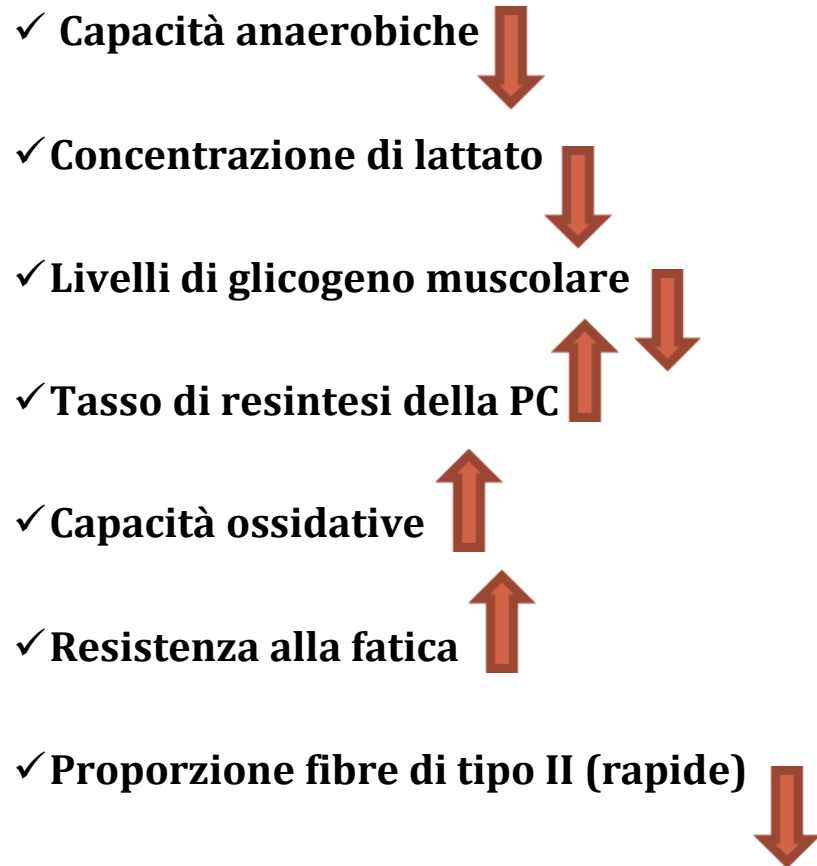 ✓ Capacità anaerobiche
✓ Concentrazione di lattato
✓ Livelli di glicogeno muscolare
✓ Tasso di resintesi della PC
✓ Capacità ossidative
✓ Resistenza alla fatica
✓ Proporzione fibre di tipo II (rapide)